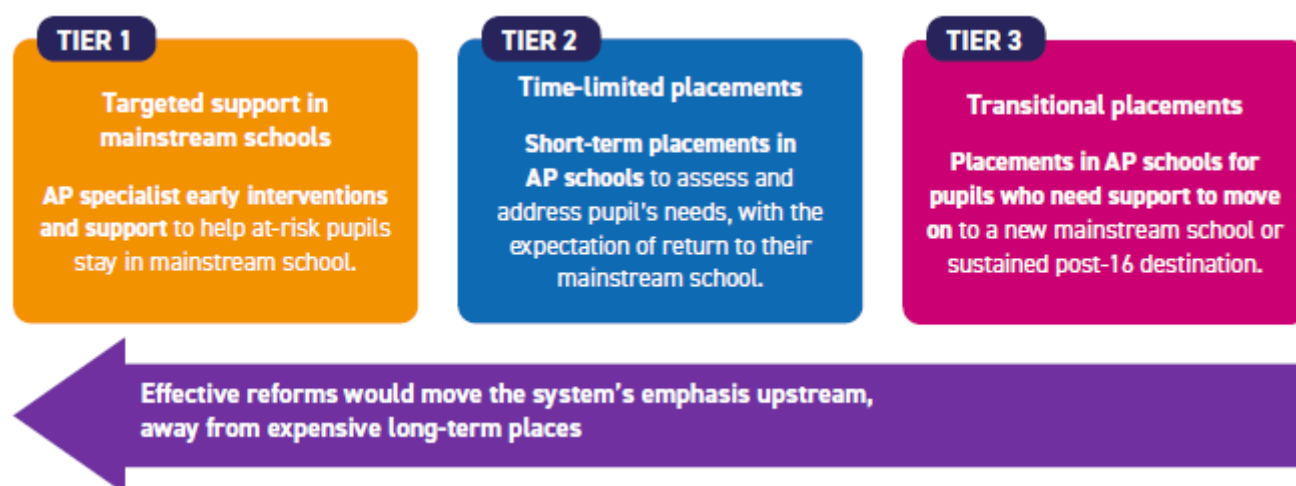 TIER 1
Targeted support in
mainstream schools
AP specialist early interventions
and support to help at-risk pupils
stay in mainstream school.
TIER 2
Time-limited placements
Short-term placements in
AP schools to assess and
address pupil's needs, with the
expectation of return to their
mainstream school.
TIER 3
Transitional placements
Placements in AP schools for
pupils who need support to move
on to a new mainstream school or
sustained post-16 destination.
Effective reforms would move the system's emphasis upstream,
away from expensive long-term places